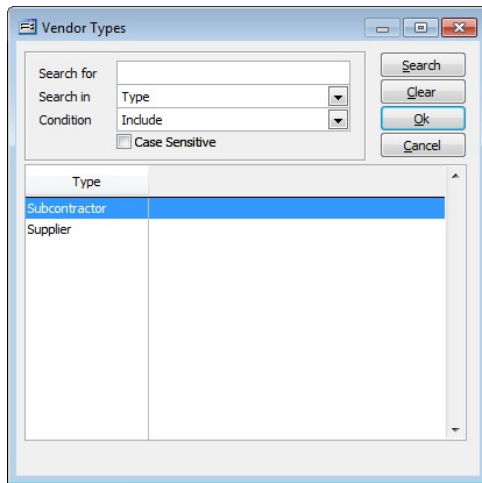 Vendor Types
Search for
Search
Search in Type
Clear
Condition Include
Ok
Case Sensitive
Cancel
Type
Subcontractor
Supplier